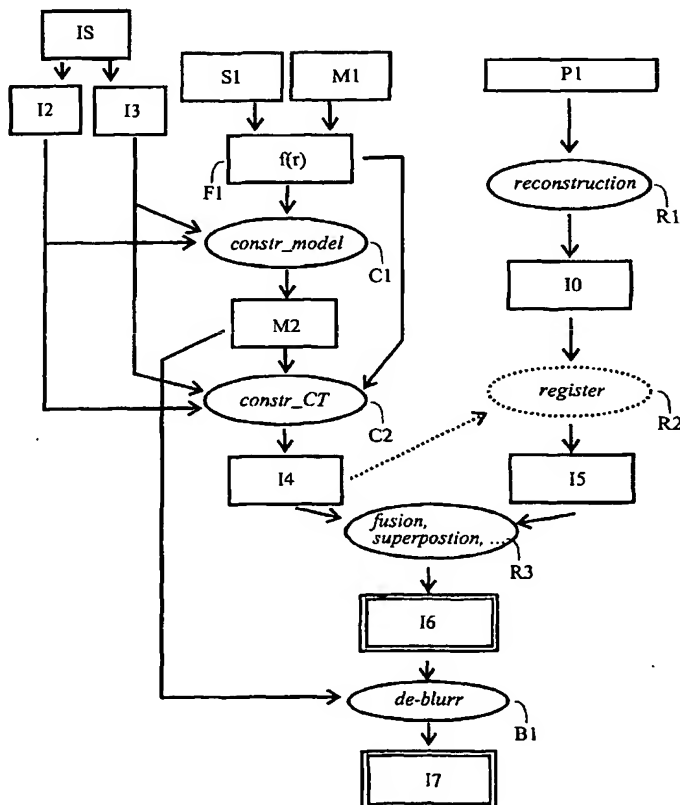 IS
S1
M1
P1
I2
I3
f(r)
F1
reconstruction
R1
constr_model
C1
I0
M2
register
R2
constr_CT
C2
I4
I5
fusion,
superpostion, ...
R3
I6
de-blurr
B1
I7